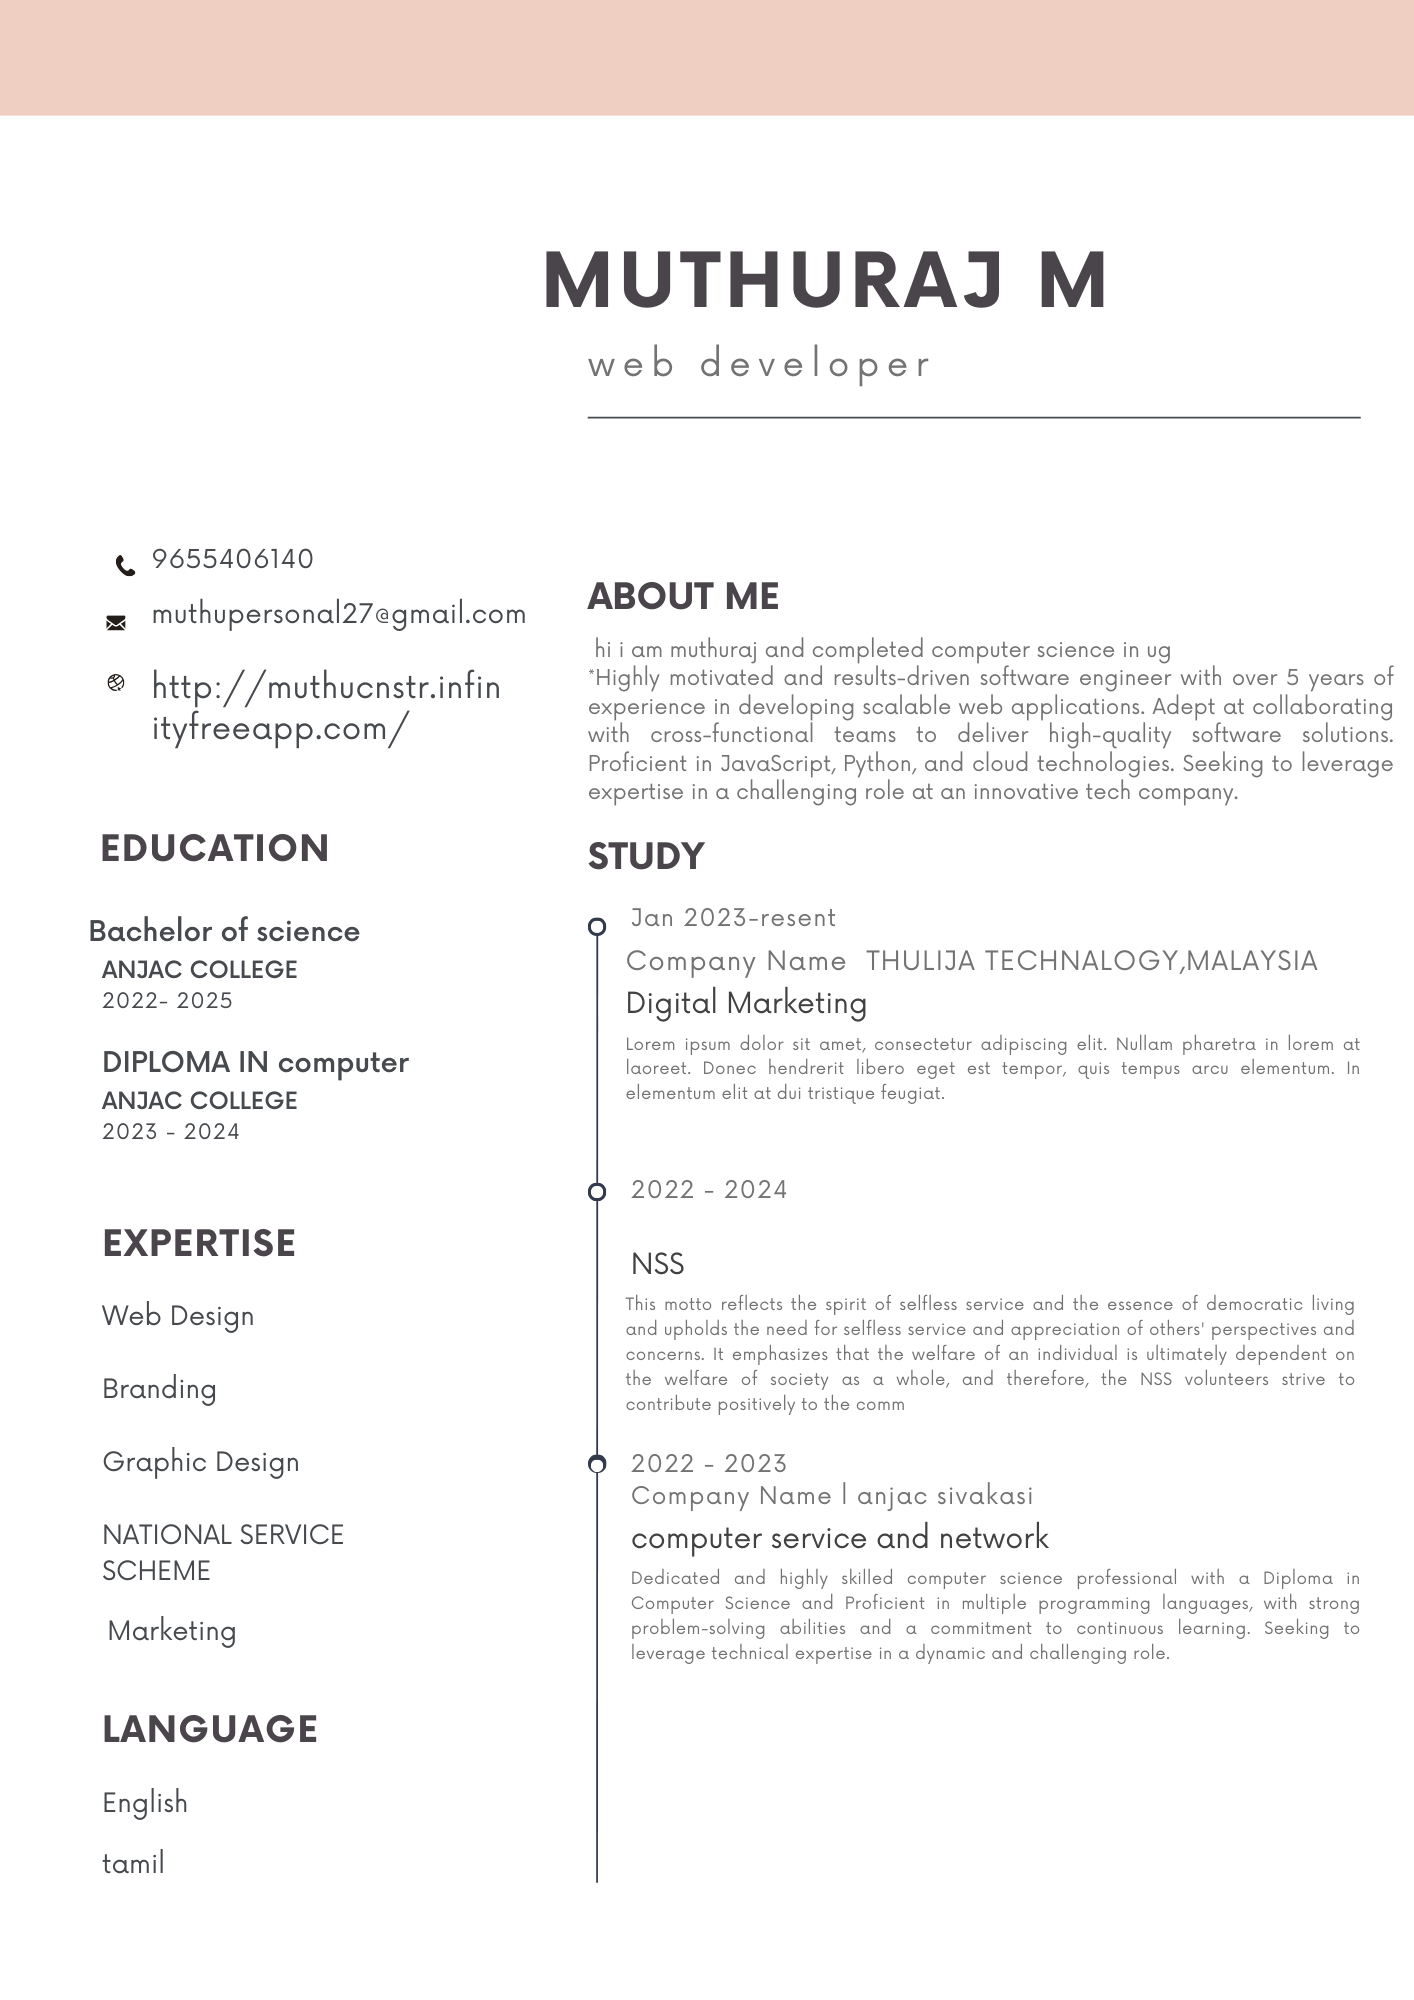 MUTHURAJ M
web developer
9655406140
muthupersonal27@gmail.com
http://muthucnstr.infin
ityfreeapp.com/
EDUCATION
Bachelor of science
ANJAC COLLEGE
2022- 2025
DIPLOMA IN computer
ANJAC COLLEGE
2023 - 2024
EXPERTISE
Web Design
Branding
Graphic Design
NATIONAL SERVICE
SCHEME
Marketing
LANGUAGE
English
tamil
ABOUT ME
hi i am muthuraj and completed computer science in ug
"Highly motivated and results-driven software engineer with over 5 years of
experience in developing scalable web applications. Adept at collaborating
with cross-functional teams to deliver high-quality software solutions.
Proficient in JavaScript, Python, and cloud technologies. Seeking to leverage
expertise in a challenging role at an innovative tech company.
STUDY
Jan 2023-resent
Company Name THULIJA TECHNALOGY,MALAYSIA
Digital Marketing
Lorem ipsum dolor sit amet, consectetur adipiscing elit. Nullam pharetra in lorem at
laoreet. Donec hendrerit libero eget est tempor, quis tempus arcu elementum. In
elementum elit at dui tristique feugiat.
2022 - 2024
NSS
This motto reflects the spirit of selfless service and the essence of democratic living
and upholds the need for selfless service and appreciation of others' perspectives and
concerns. It emphasizes that the welfare of an individual is ultimately dependent on
the welfare of society as a whole, and therefore, the NSS volunteers strive to
contribute positively to the comm
2022 - 2023
Company Name l anjac sivakasi
computer service and network
Dedicated and highly skilled computer science professional with a Diploma in
Computer Science and Proficient in multiple programming languages, with strong
problem-solving abilities and a commitment to continuous learning. Seeking to
leverage technical expertise in a dynamic and challenging role.